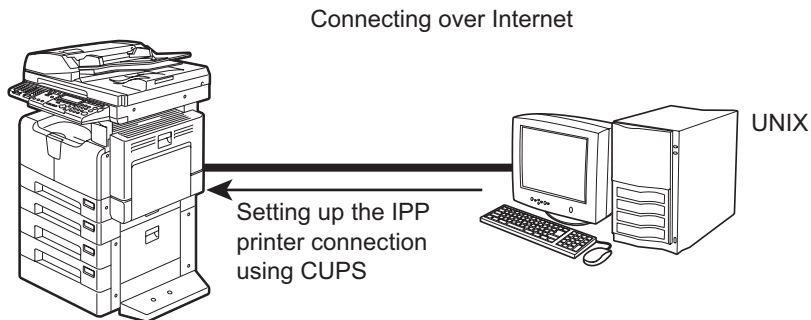 Connecting over Internet
UNIX
Setting up the IPP
printer connection
using CUPS